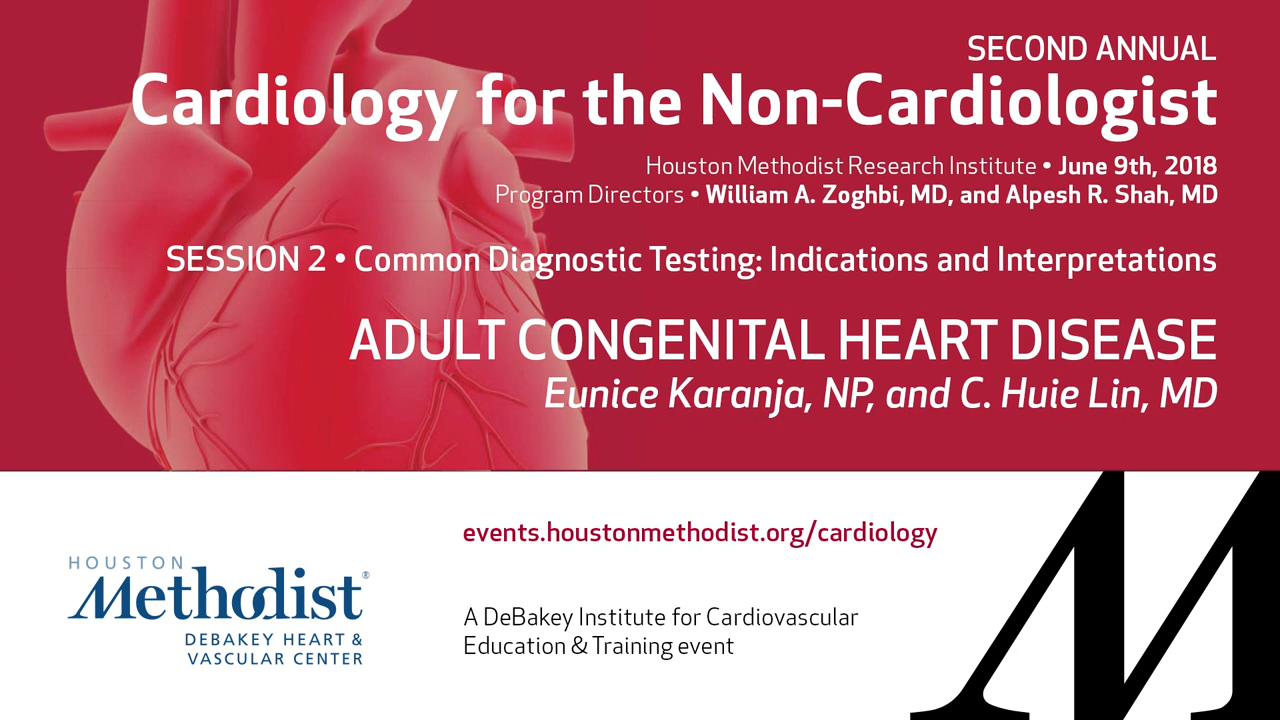 SECOND ANNUAL
Cardiology for the Non-Cardiologist
Houston Methodist Research Institute • June 9th, 2018
Program Directors • William A. Zoghbi, MD, and Alpesh R. Shah, MD
SESSION 2 • Common Diagnostic Testing: Indications and Interpretations
ADULT CONGENITAL HEART DISEASE
Eunice Karanja, NP, and C. Huie Lin, MD
events.houstonmethodist.org/cardiology
HOUSTON
Methodist®
DEBAKEY HEART &
VASCULAR CENTER
A DeBakey Institute for Cardiovascular
Education & Training event
M